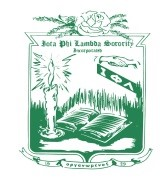 Iota Phi Lambda Sorority
Incorporated
ΙΦΛ